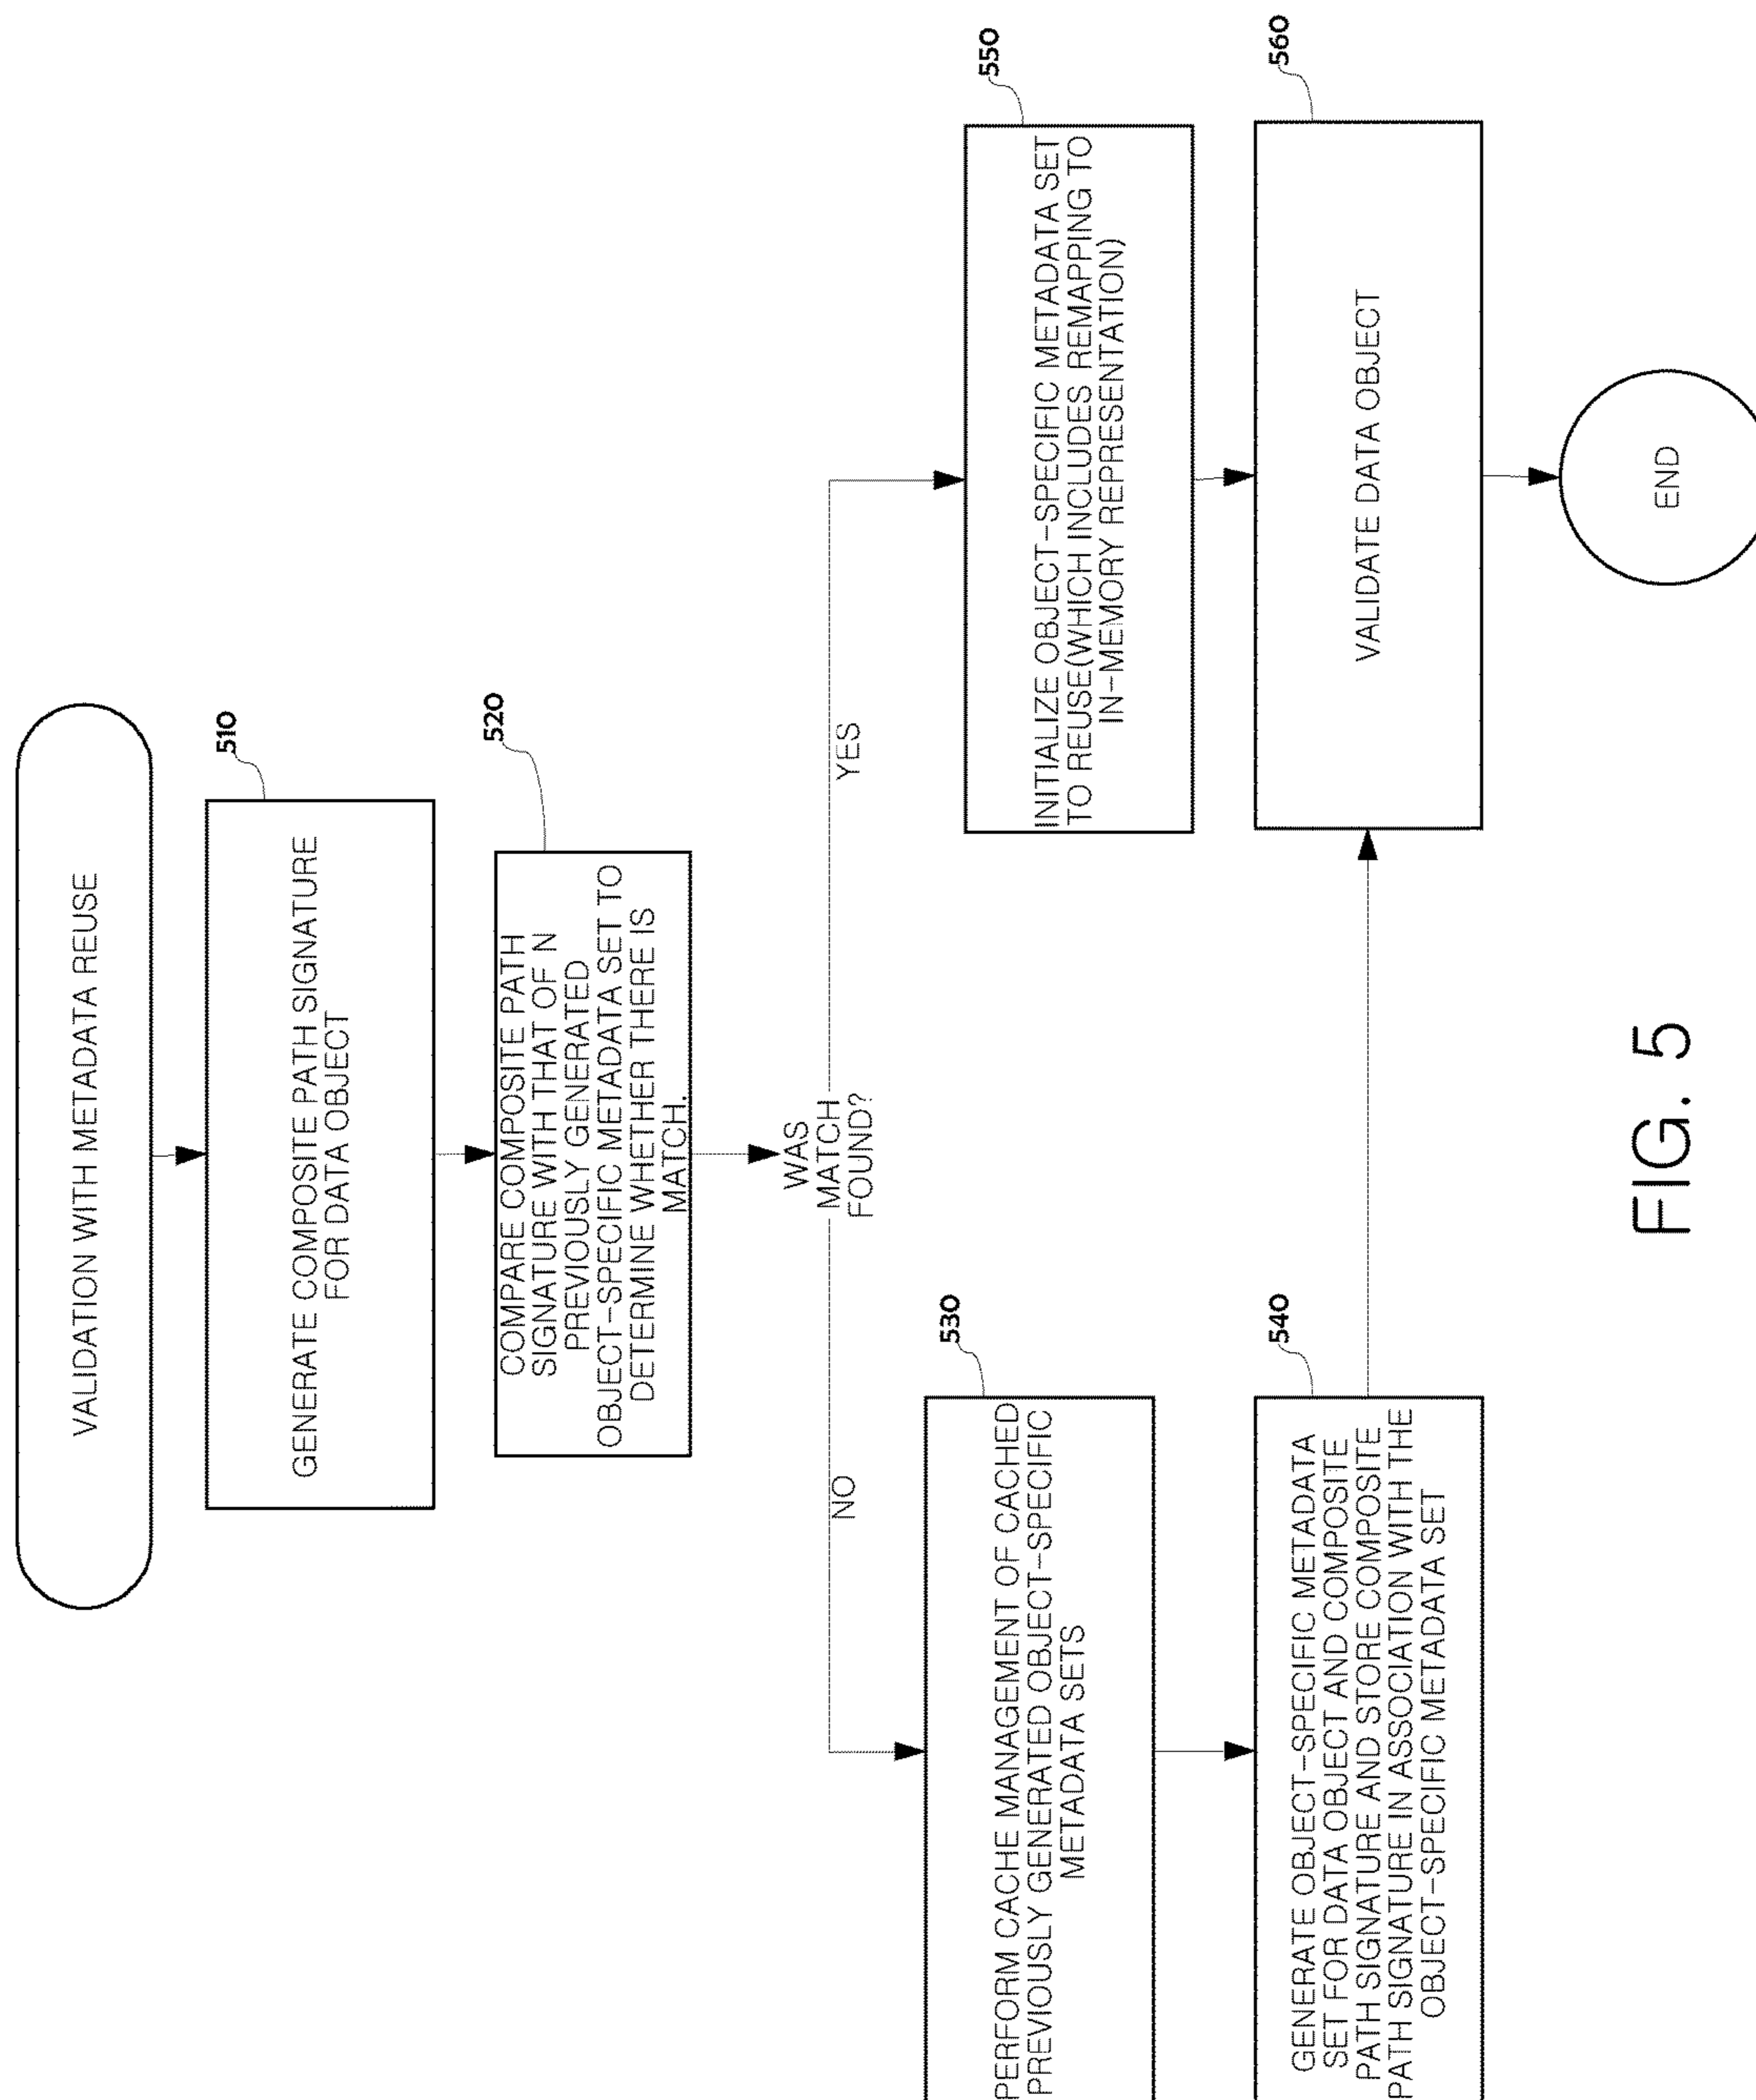 VALIDATION WITH METADATA REUSE
510
GENERATE COMPOSITE PATH SIGNATURE
FOR DATA OBJECT
520
COMPARE COMPOSITE PATH
SIGNATURE WITH THAT OF N
PREVIOUSLY GENERATED
OBJECT-SPECIFIC METADATA SET TO
DETERMINE WHETHER THERE IS
MATCH.
WAS
MATCH
FOUND?
NO
YES
530
PERFORM CACHE MANAGEMENT OF CACHED
PREVIOUSLY GENERATED OBJECT-SPECIFIC
METADATA SETS
540
GENERATE OBJECT-SPECIFIC METADATA
SET FOR DATA OBJECT AND COMPOSITE
PATH SIGNATURE AND STORE COMPOSITE
PATH SIGNATURE IN ASSOCIATION WITH THE
OBJECT-SPECIFIC METADATA SET
550
INITIALIZE OBJECT-SPECIFIC METADATA SET
TO REUSE(WHICH INCLUDES REMAPPING TO
IN-MEMORY REPRESENTATION)
560
VALIDATE DATA OBJECT
END
FIG. 5